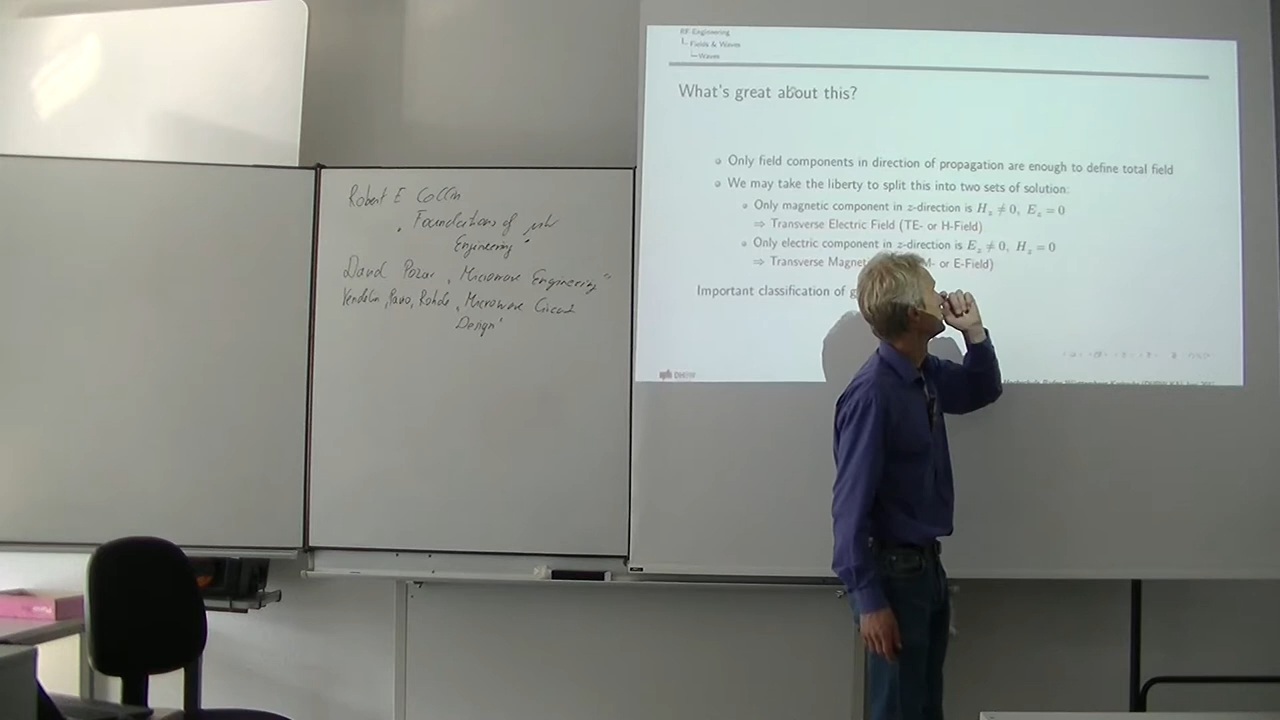 Robert E Collin
„Foundations of μw
Engineering"
David Pozar „Microwave Engineering"
Vendelin, Pavio, Rohde „Microwave Circuit
Design"
RF-Engineering
Fields & Waves
Waves
What's great about this?
Only field components in direction of propagation are enough to define total field
We may take the liberty to split this into two sets of solution:
Only magnetic component in z-direction is H_z ≠ 0, E_z = 0
⇒ Transverse Electric Field (TE- or H-Field)
Only electric component in z-direction is E_z ≠ 0, H_z = 0
⇒ Transverse Magnet M- or E-Field)
Important classification of
DHBW